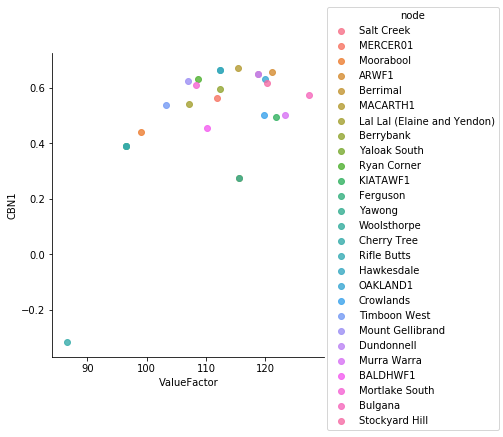 node
Salt Creek
MERCER01
Moorabool
ARWF1
Berrimal
MACARTH1
Lal Lal (Elaine and Yendon)
Berrybank
Yaloak South
Ryan Corner
KIATAWF1
Ferguson
Yawong
Woolsthorpe
Cherry Tree
Rifle Butts
Hawkesdale
OAKLAND1
Crowlands
Timboon West
Mount Gellibrand
Dundonnell
Murra Warra
BALDHWF1
Mortlake South
Bulgana
Stockyard Hill
CBN1
0.6
0.4
0.2
0.0
−0.2
90 100 110 120
ValueFactor